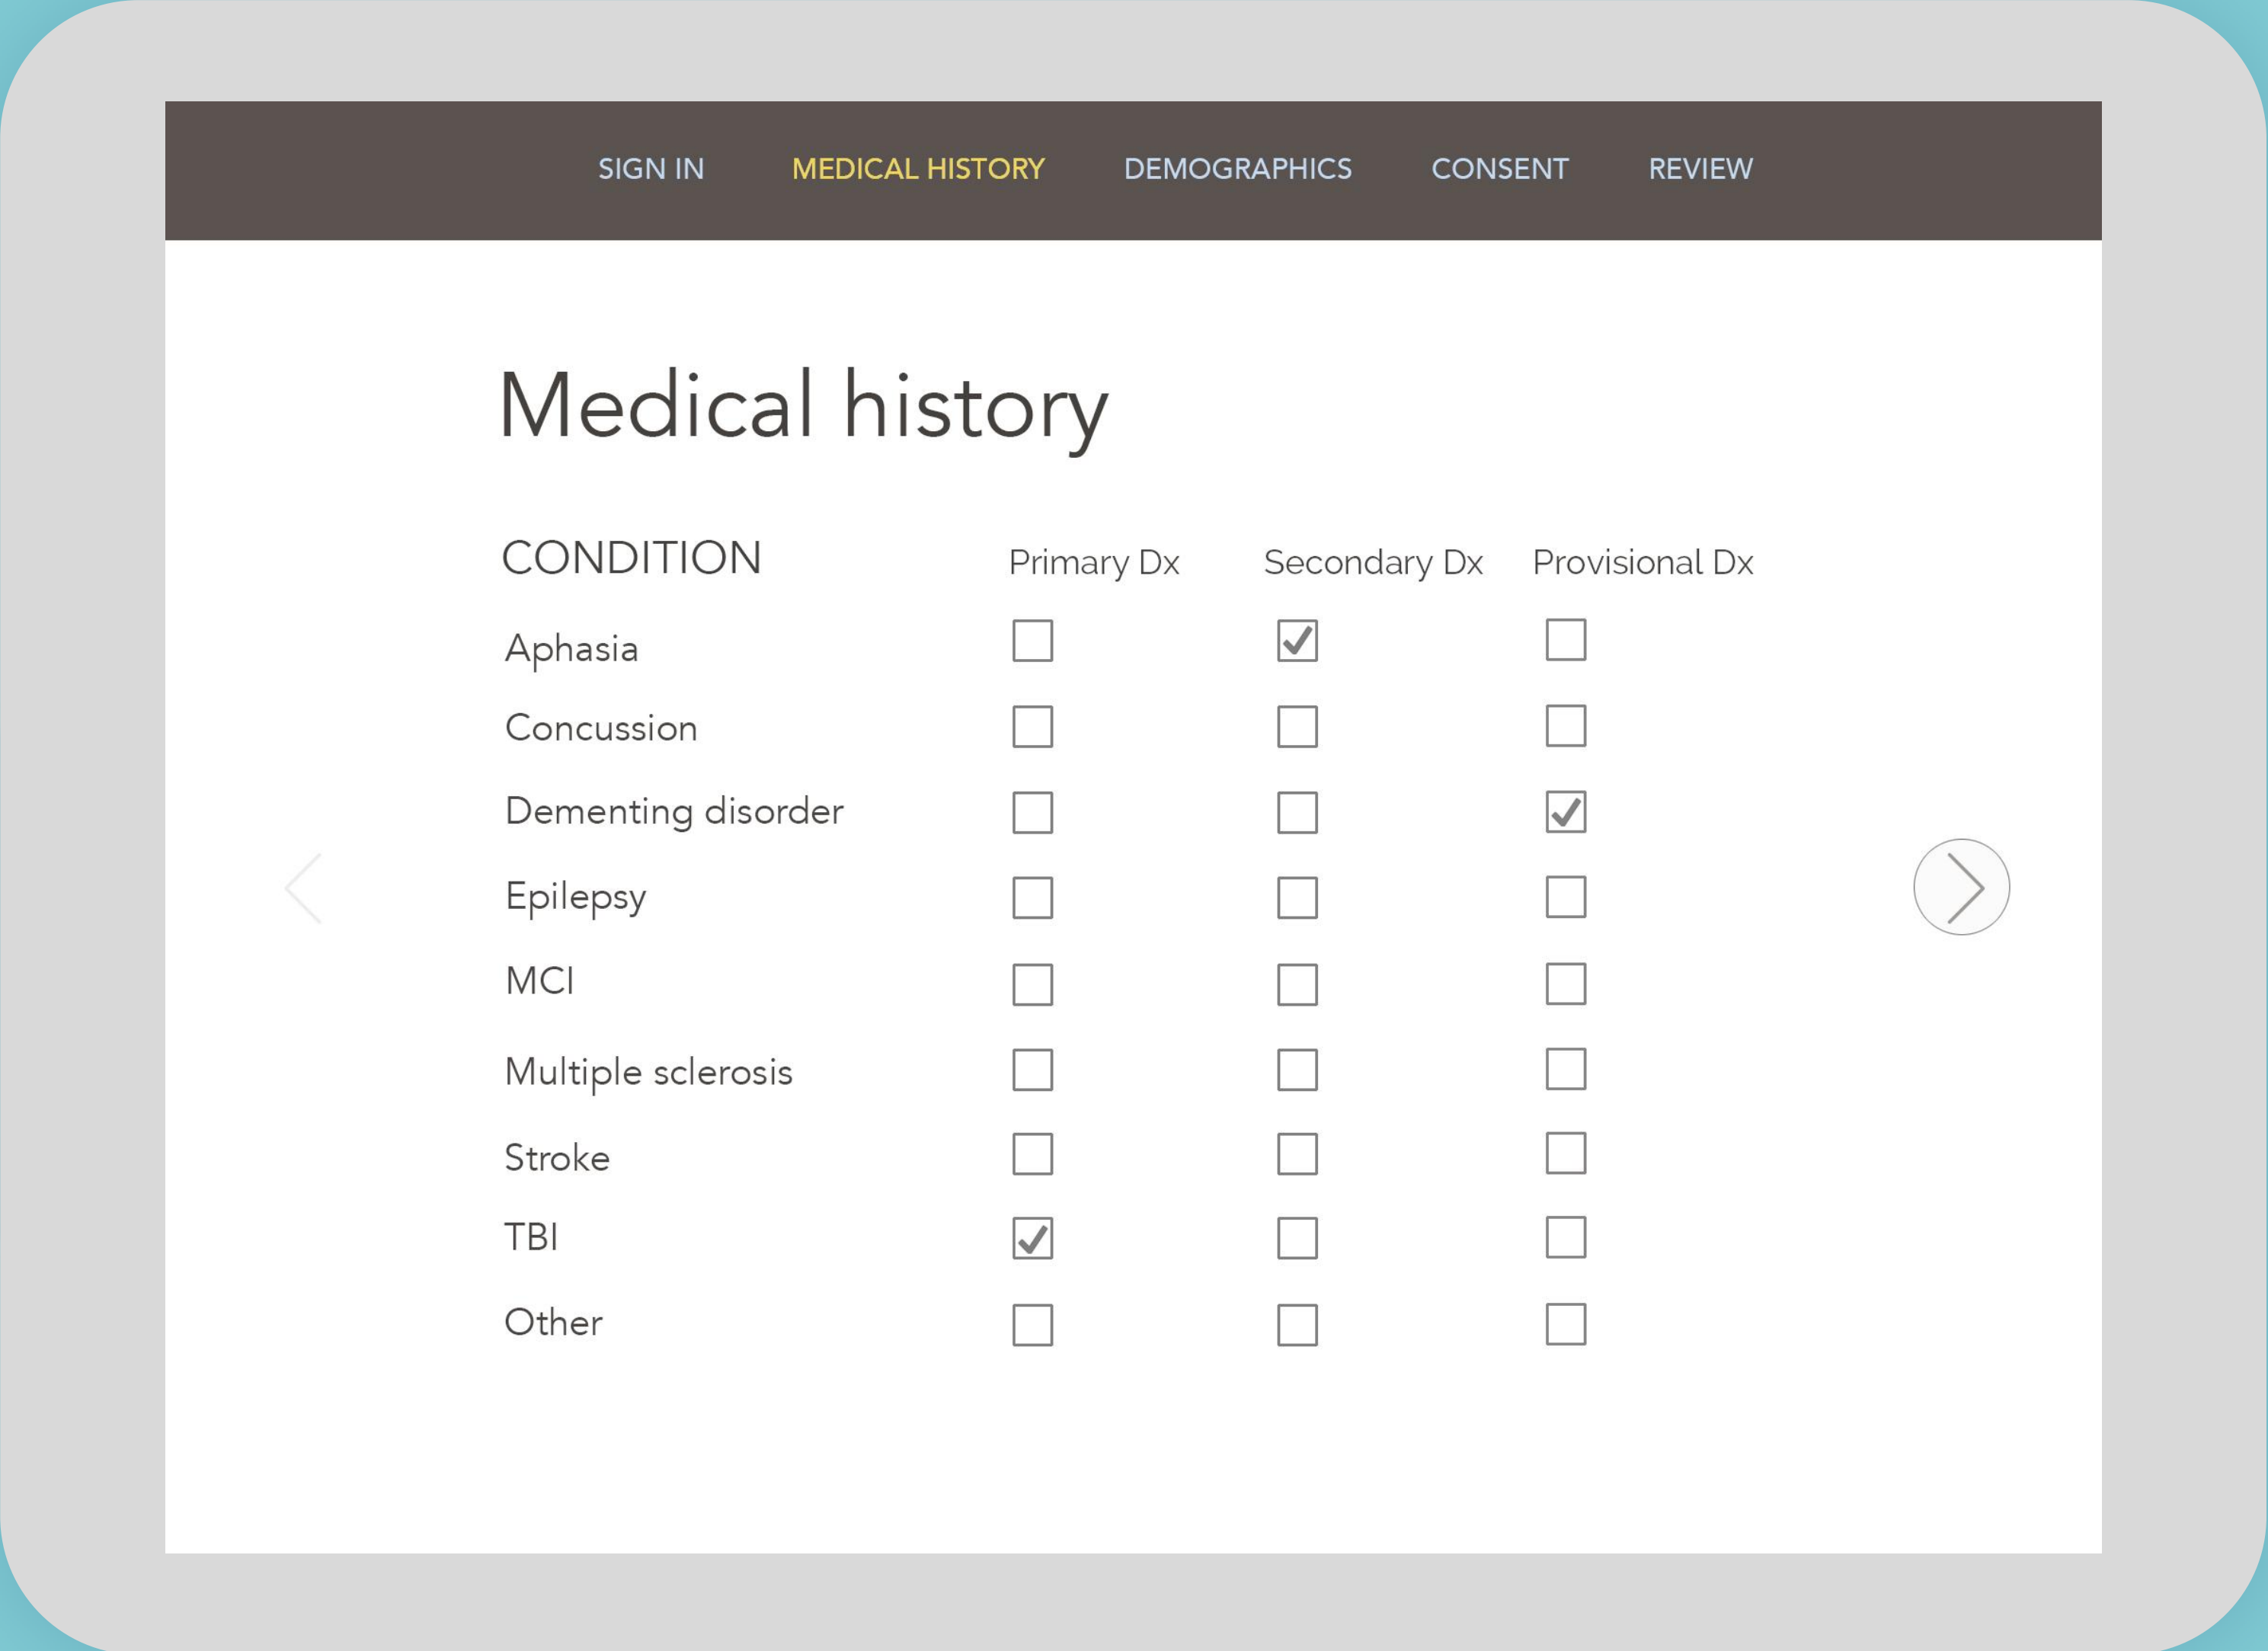 SIGN IN MEDICAL HISTORY DEMOGRAPHICS CONSENT REVIEW
Medical history
CONDITION Primary Dx Secondary Dx Provisional Dx
Aphasia
Concussion
Dementing disorder
Epilepsy
MCI
Multiple sclerosis
Stroke
TBI
Other